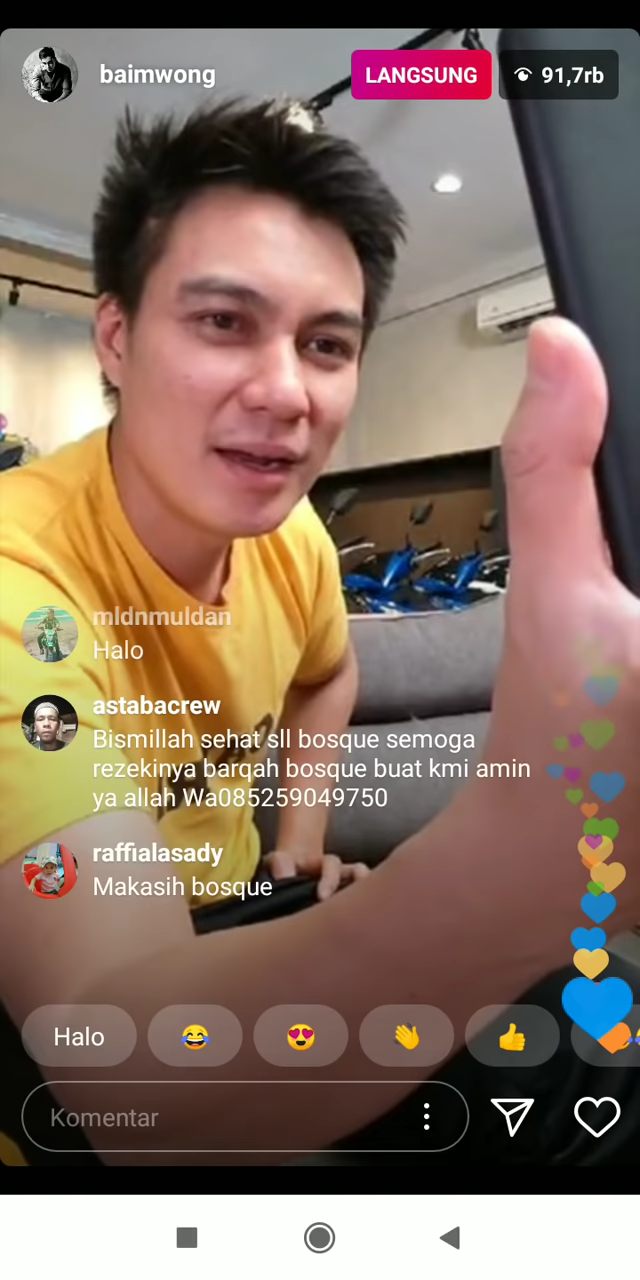 baimwong
LANGSUNG
91,7rb
mldnmuldan
Halo
astabacrew
Bismillah sehat sll bosque semoga
rezekinya barqah bosque buat kmi amin
ya allah Wa085259049750
raffialasady
Makasih bosque
Halo
Komentar